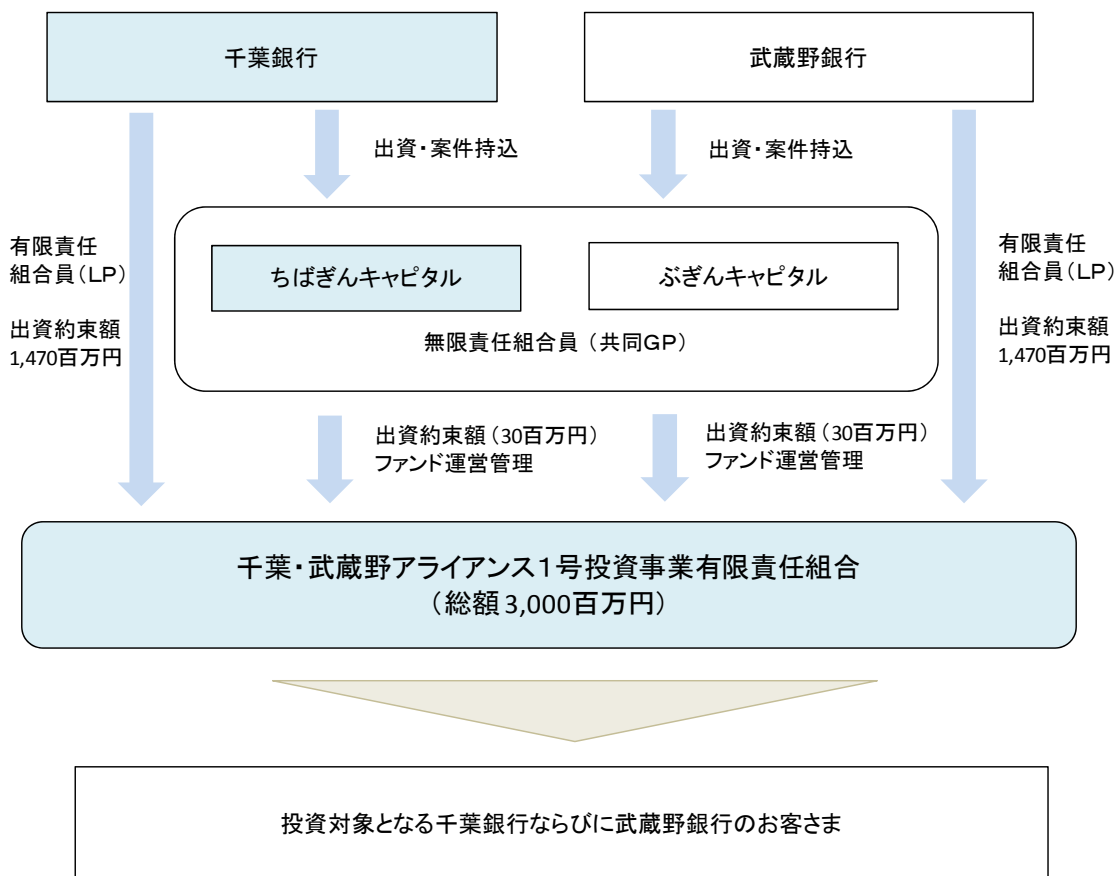 千葉銀行
武蔵野銀行
出資・案件持込
出資・案件持込
有限責任
組合員（LP）
出資約束額
1,470百万円
有限責任
組合員（LP）
出資約束額
1,470百万円
ちばぎんキャピタル
ぶぎんキャピタル
無限責任組合員（共同GP）
出資約束額（30百万円）
ファンド運営管理
出資約束額（30百万円）
ファンド運営管理
千葉・武蔵野アライアンス１号投資事業有限責任組合
（総額 3,000百万円）
投資対象となる千葉銀行ならびに武蔵野銀行のお客さま